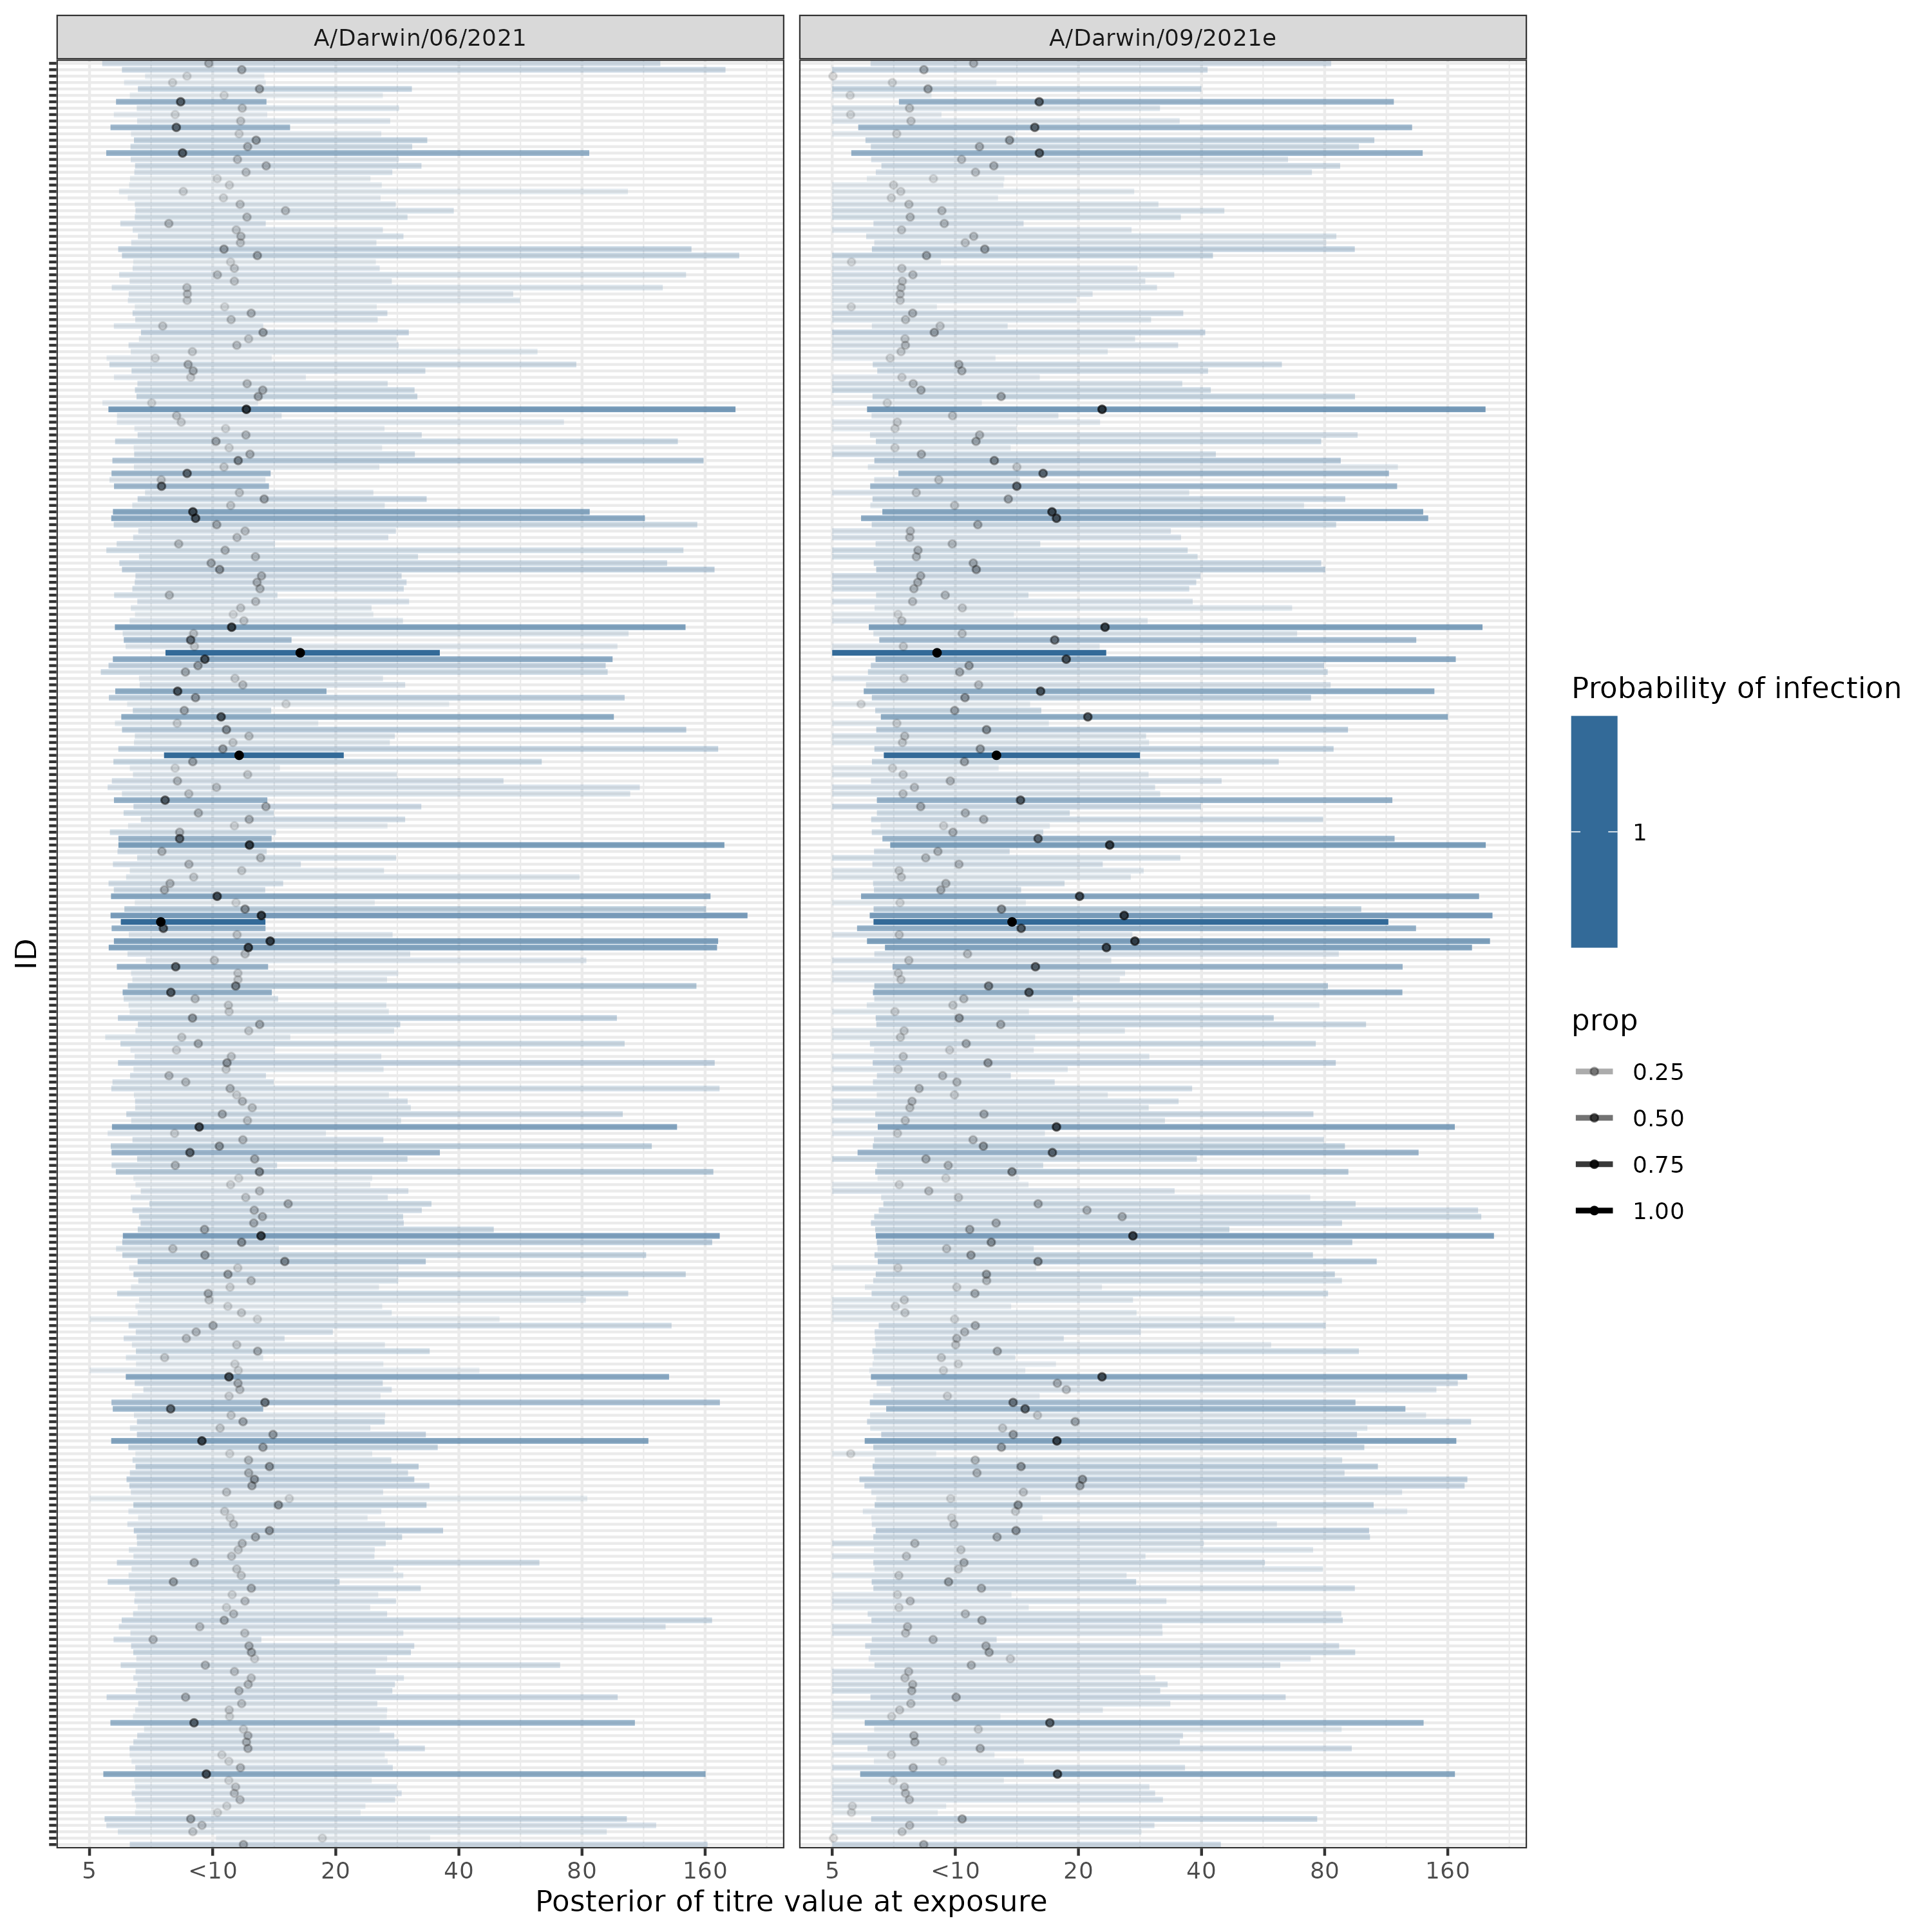 A/Darwin/06/2021
A/Darwin/09/2021e
ID
5
<10
20
40
80
160
5
<10
20
40
80
160
Posterior of titre value at exposure
Probability of infection
1
prop
0.25
0.50
0.75
1.00